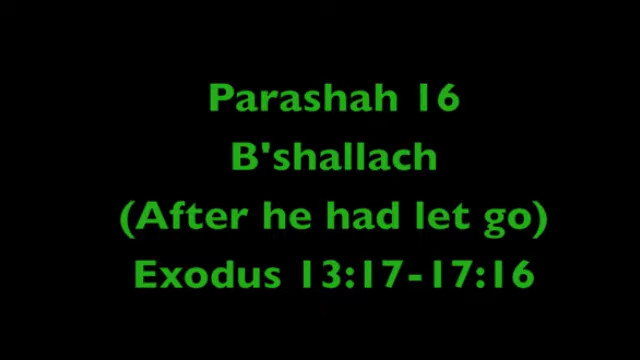 Parashah 16
B'shallach
(After he had let go)
Exodus 13:17-17:16